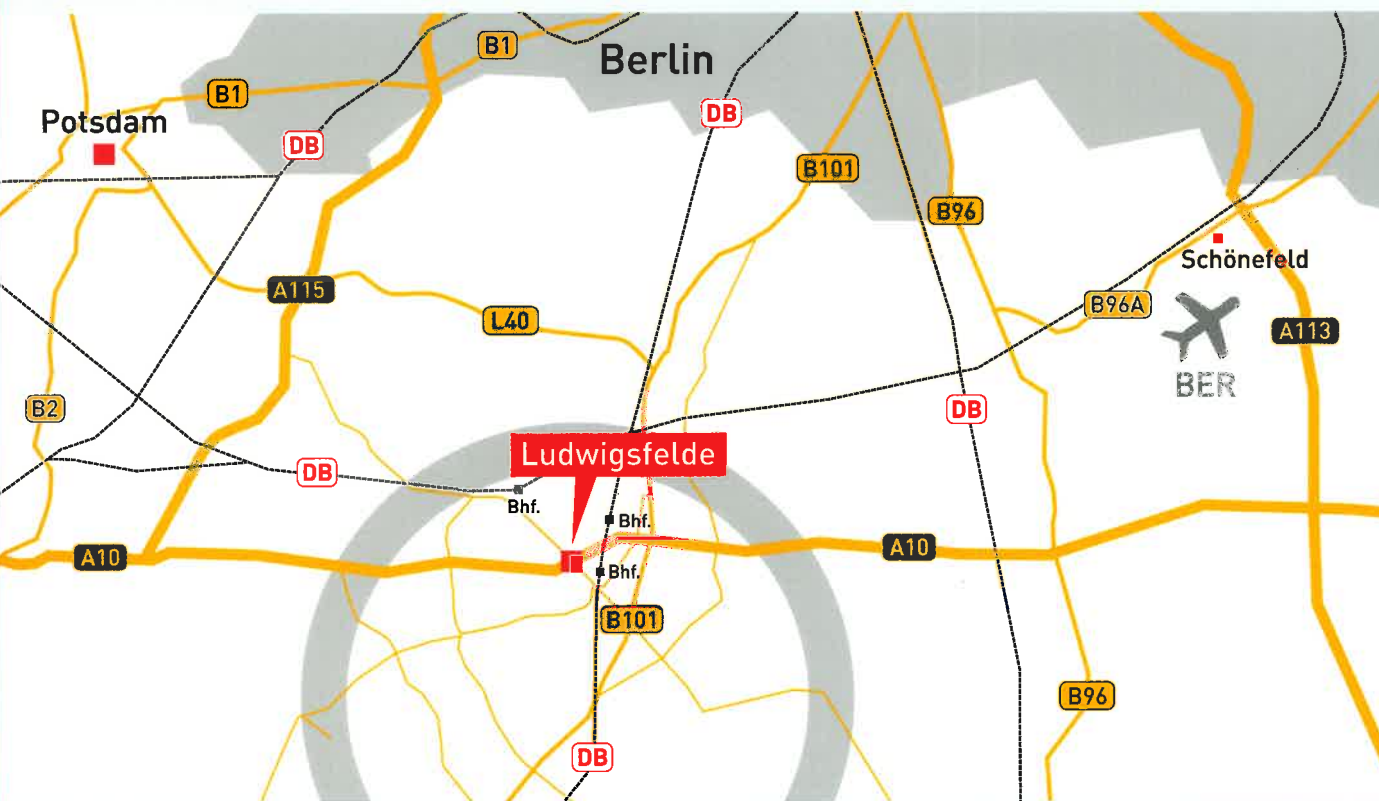 B1
Berlin
B1
DB
Potsdam
DB
B101
B96
Schönefeld
A115
B96A
L40
A113
BER
B2
DB
Ludwigsfelde
DB
Bhf.
Bhf.
A10
A10
Bhf.
B101
B96
DB